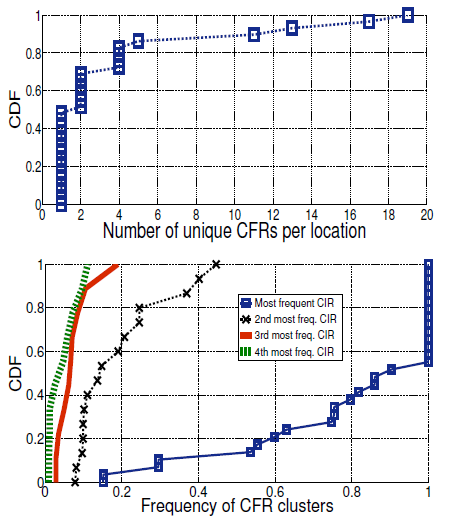 1
0.8
0.6
0.4
0.2
0
CDF
0 2 4 6 8 10 12 14 16 18 20
Number of unique CFRs per location
1
0.8
0.6
0.4
0.2
0
CDF
Most frequent CIR
2nd most freq. CIR
3rd most freq. CIR
4th most freq. CIR
0 0.2 0.4 0.6 0.8 1
Frequency of CFR clusters